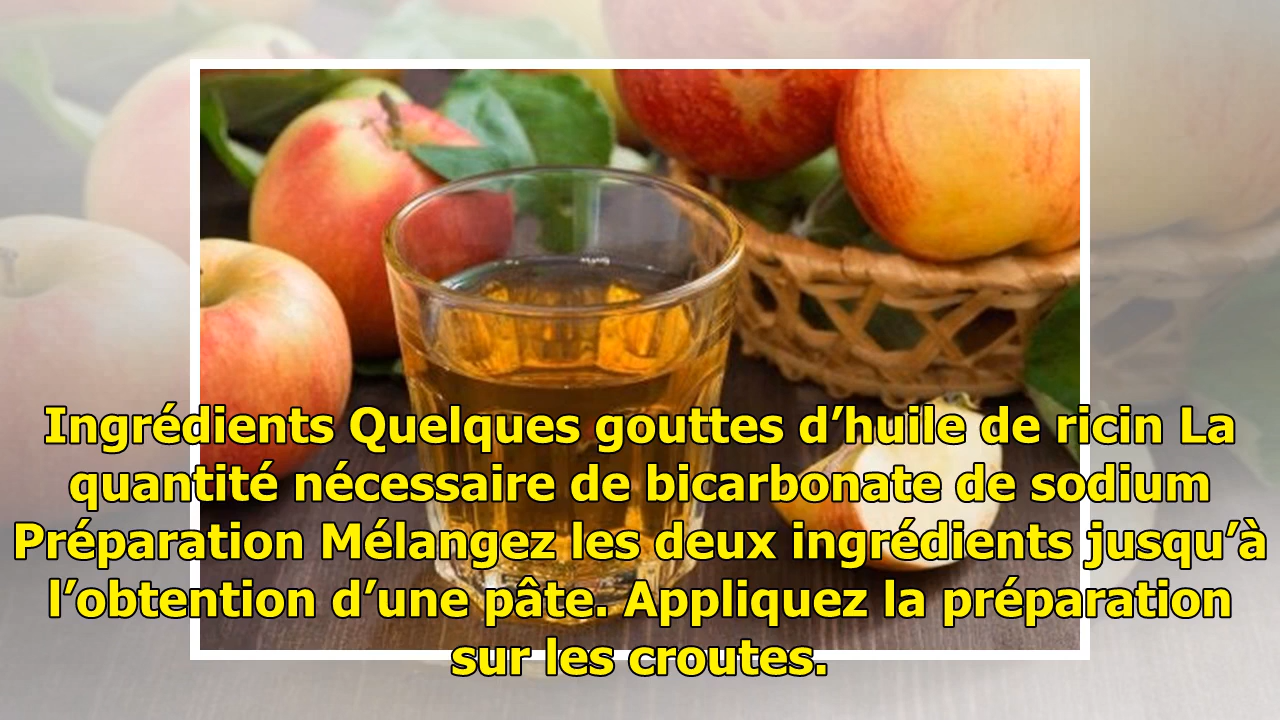 Ingrédients Quelques gouttes d’huile de ricin La
quantité nécessaire de bicarbonate de sodium
Préparation Mélangez les deux ingrédients jusqu’à
l’obtention d’une pâte. Appliquez la préparation
sur les croutes.